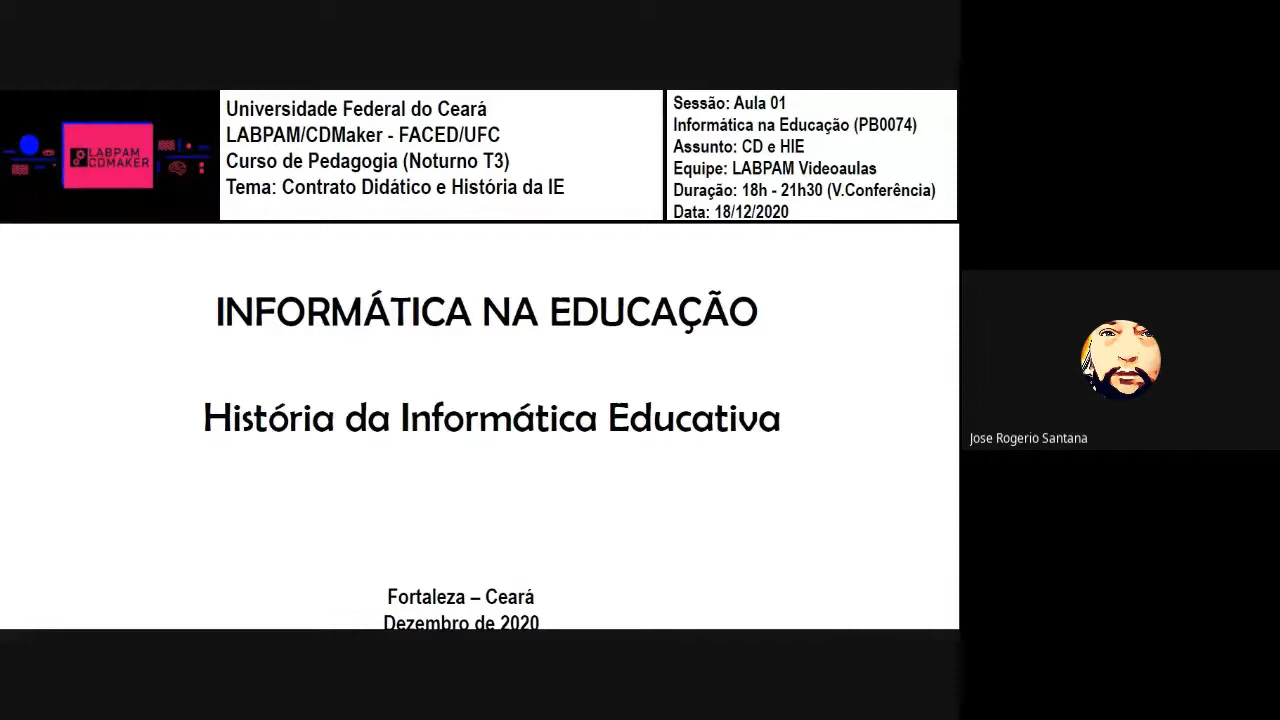 LABPAM
CDMAKER
Universidade Federal do Ceará
LABPAM/CDMaker - FACED/UFC
Curso de Pedagogia (Noturno T3)
Tema: Contrato Didático e História da IE
Sessão: Aula 01
Informática na Educação (PB0074)
Assunto: CD e HIE
Equipe: LABPAM Videoaulas
Duração: 18h - 21h30 (V.Conferência)
Data: 18/12/2020
INFORMÁTICA NA EDUCAÇÃO
História da Informática Educativa
Fortaleza – Ceará
Dezembro de 2020
Jose Rogerio Santana